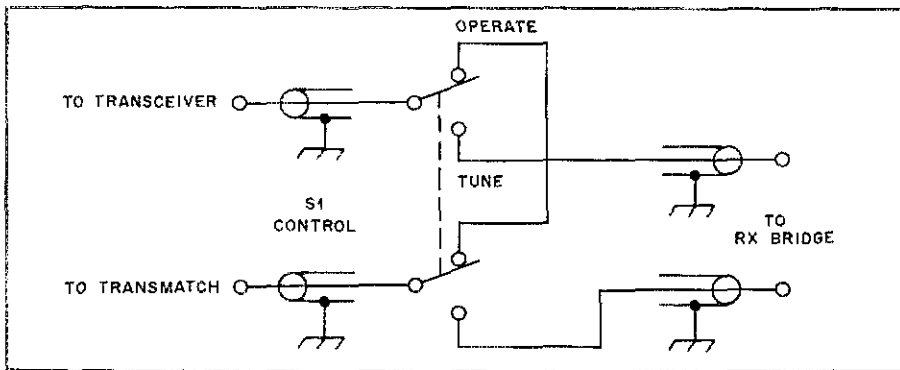 OPERATE
TO TRANSCEIVER
TUNE
S1
CONTROL
TO
RX BRIDGE
TO TRANSMATCH